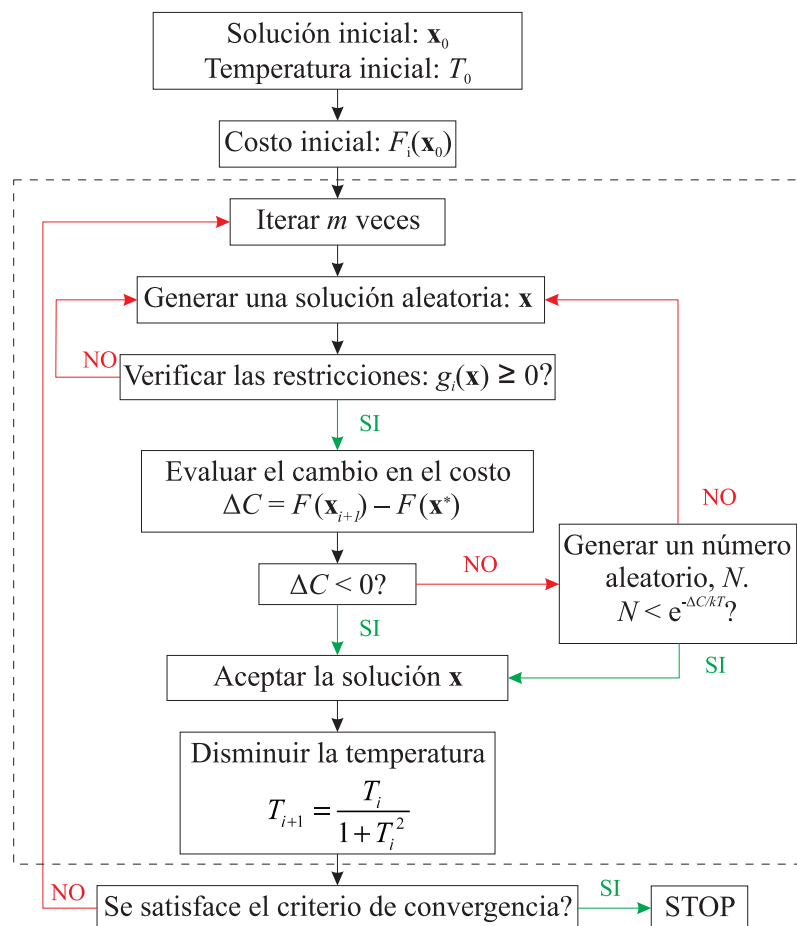 Solución inicial: x₀
Temperatura inicial: T₀
Costo inicial: Fᵢ(x₀)
Iterar m veces
Generar una solución aleatoria: x
NO
Verificar las restricciones: gᵢ(x) ≥ 0?
SI
Evaluar el cambio en el costo
ΔC = F(xᵢ₊₁) – F(x*)
NO
ΔC < 0?
NO
Generar un número
aleatorio, N.
N < e^-ΔC/kT?
SI
SI
Aceptar la solución x
Disminuir la temperatura
Tᵢ₊₁ = Tᵢ / 1 + Tᵢ²
NO
Se satisface el criterio de convergencia?
SI
STOP